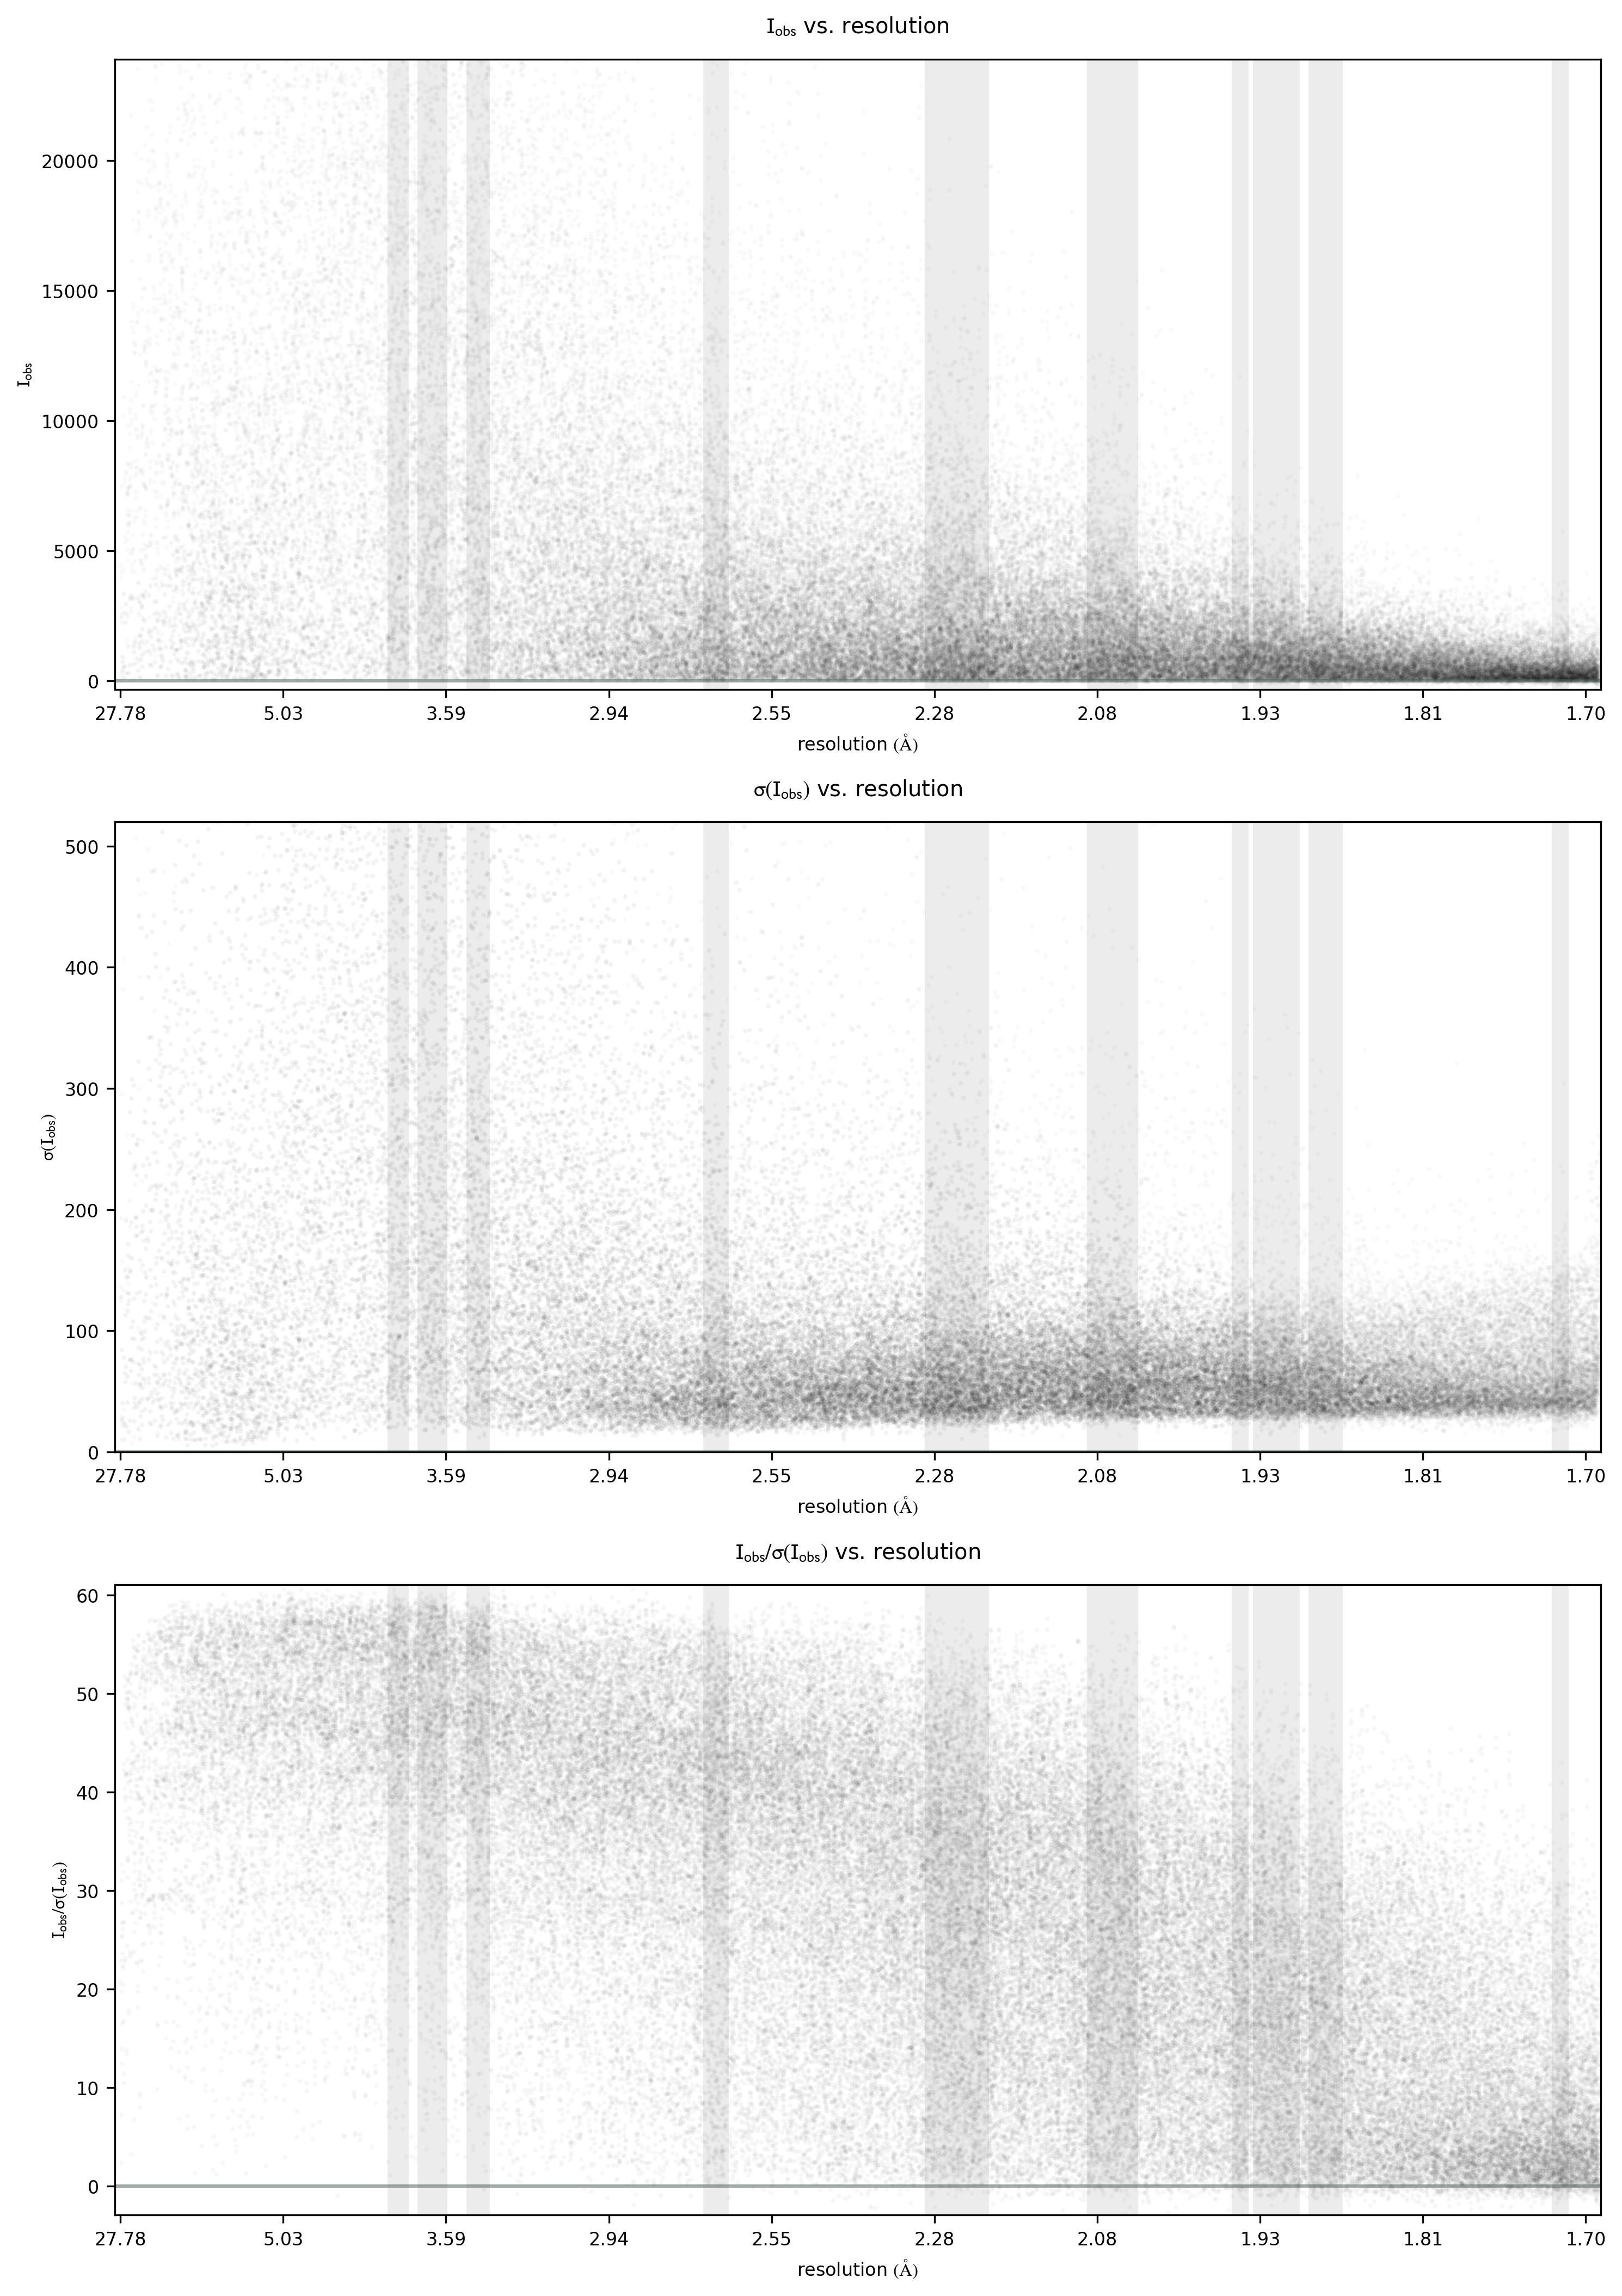 I_obs vs. resolution
I_obs
20000
15000
10000
5000
0
27.78 5.03 3.59 2.94 2.55 2.28 2.08 1.93 1.81 1.70
resolution (Å)
σ(I_obs) vs. resolution
σ(I_obs)
500
400
300
200
100
0
27.78 5.03 3.59 2.94 2.55 2.28 2.08 1.93 1.81 1.70
resolution (Å)
I_obs/σ(I_obs) vs. resolution
I_obs/σ(I_obs)
60
50
40
30
20
10
0
27.78 5.03 3.59 2.94 2.55 2.28 2.08 1.93 1.81 1.70
resolution (Å)